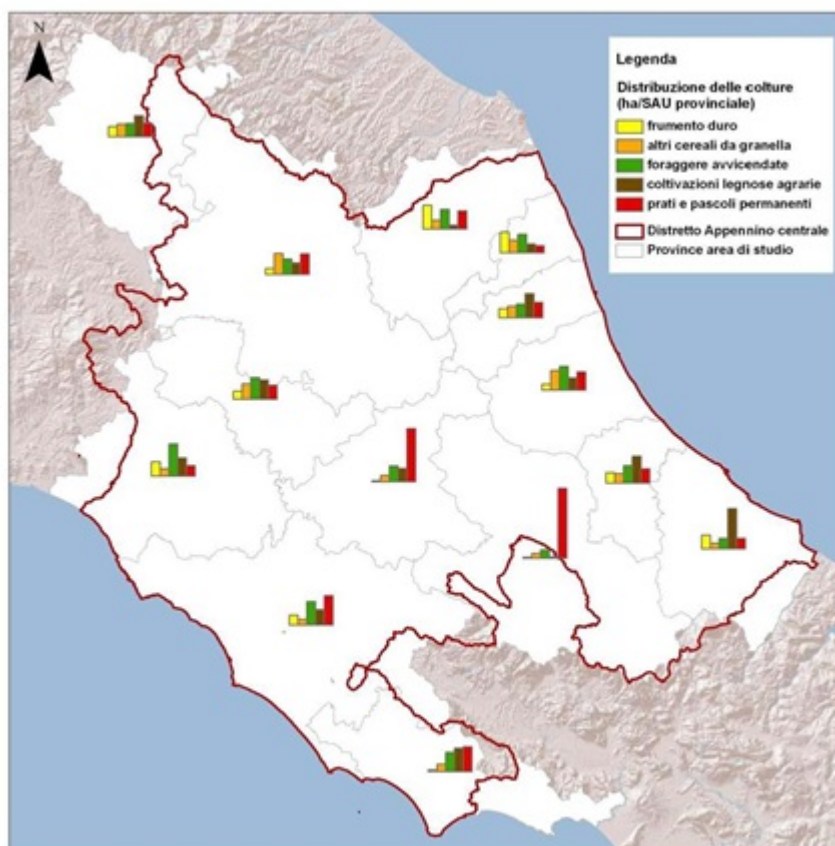 N
Legenda
Distribuzione delle colture
(ha/SAU provinciale)
frumento duro
altri cereali da granella
foraggere avvicendate
coltivazioni legnose agrarie
prati e pascoli permanenti
Distretto Appennino centrale
Province area di studio